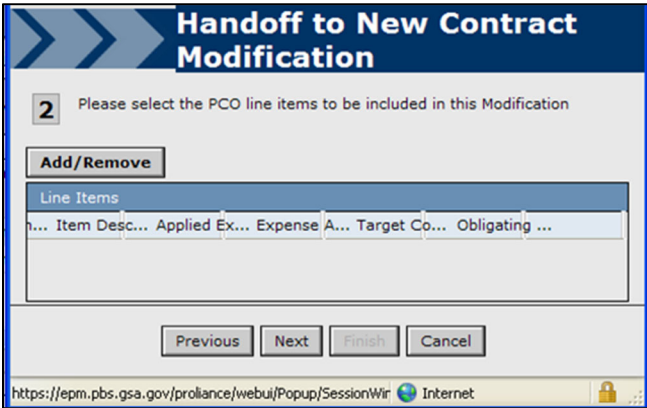 Handoff to New Contract
Modification
2 Please select the PCO line items to be included in this Modification
Add/Remove
Line Items
n... Item Desc... Applied Ex... Expense A... Target Co... Obligating ...
Previous Next Finish Cancel
https://epm.pbs.gsa.gov/proliance/webui/Popup/SessionWir Internet